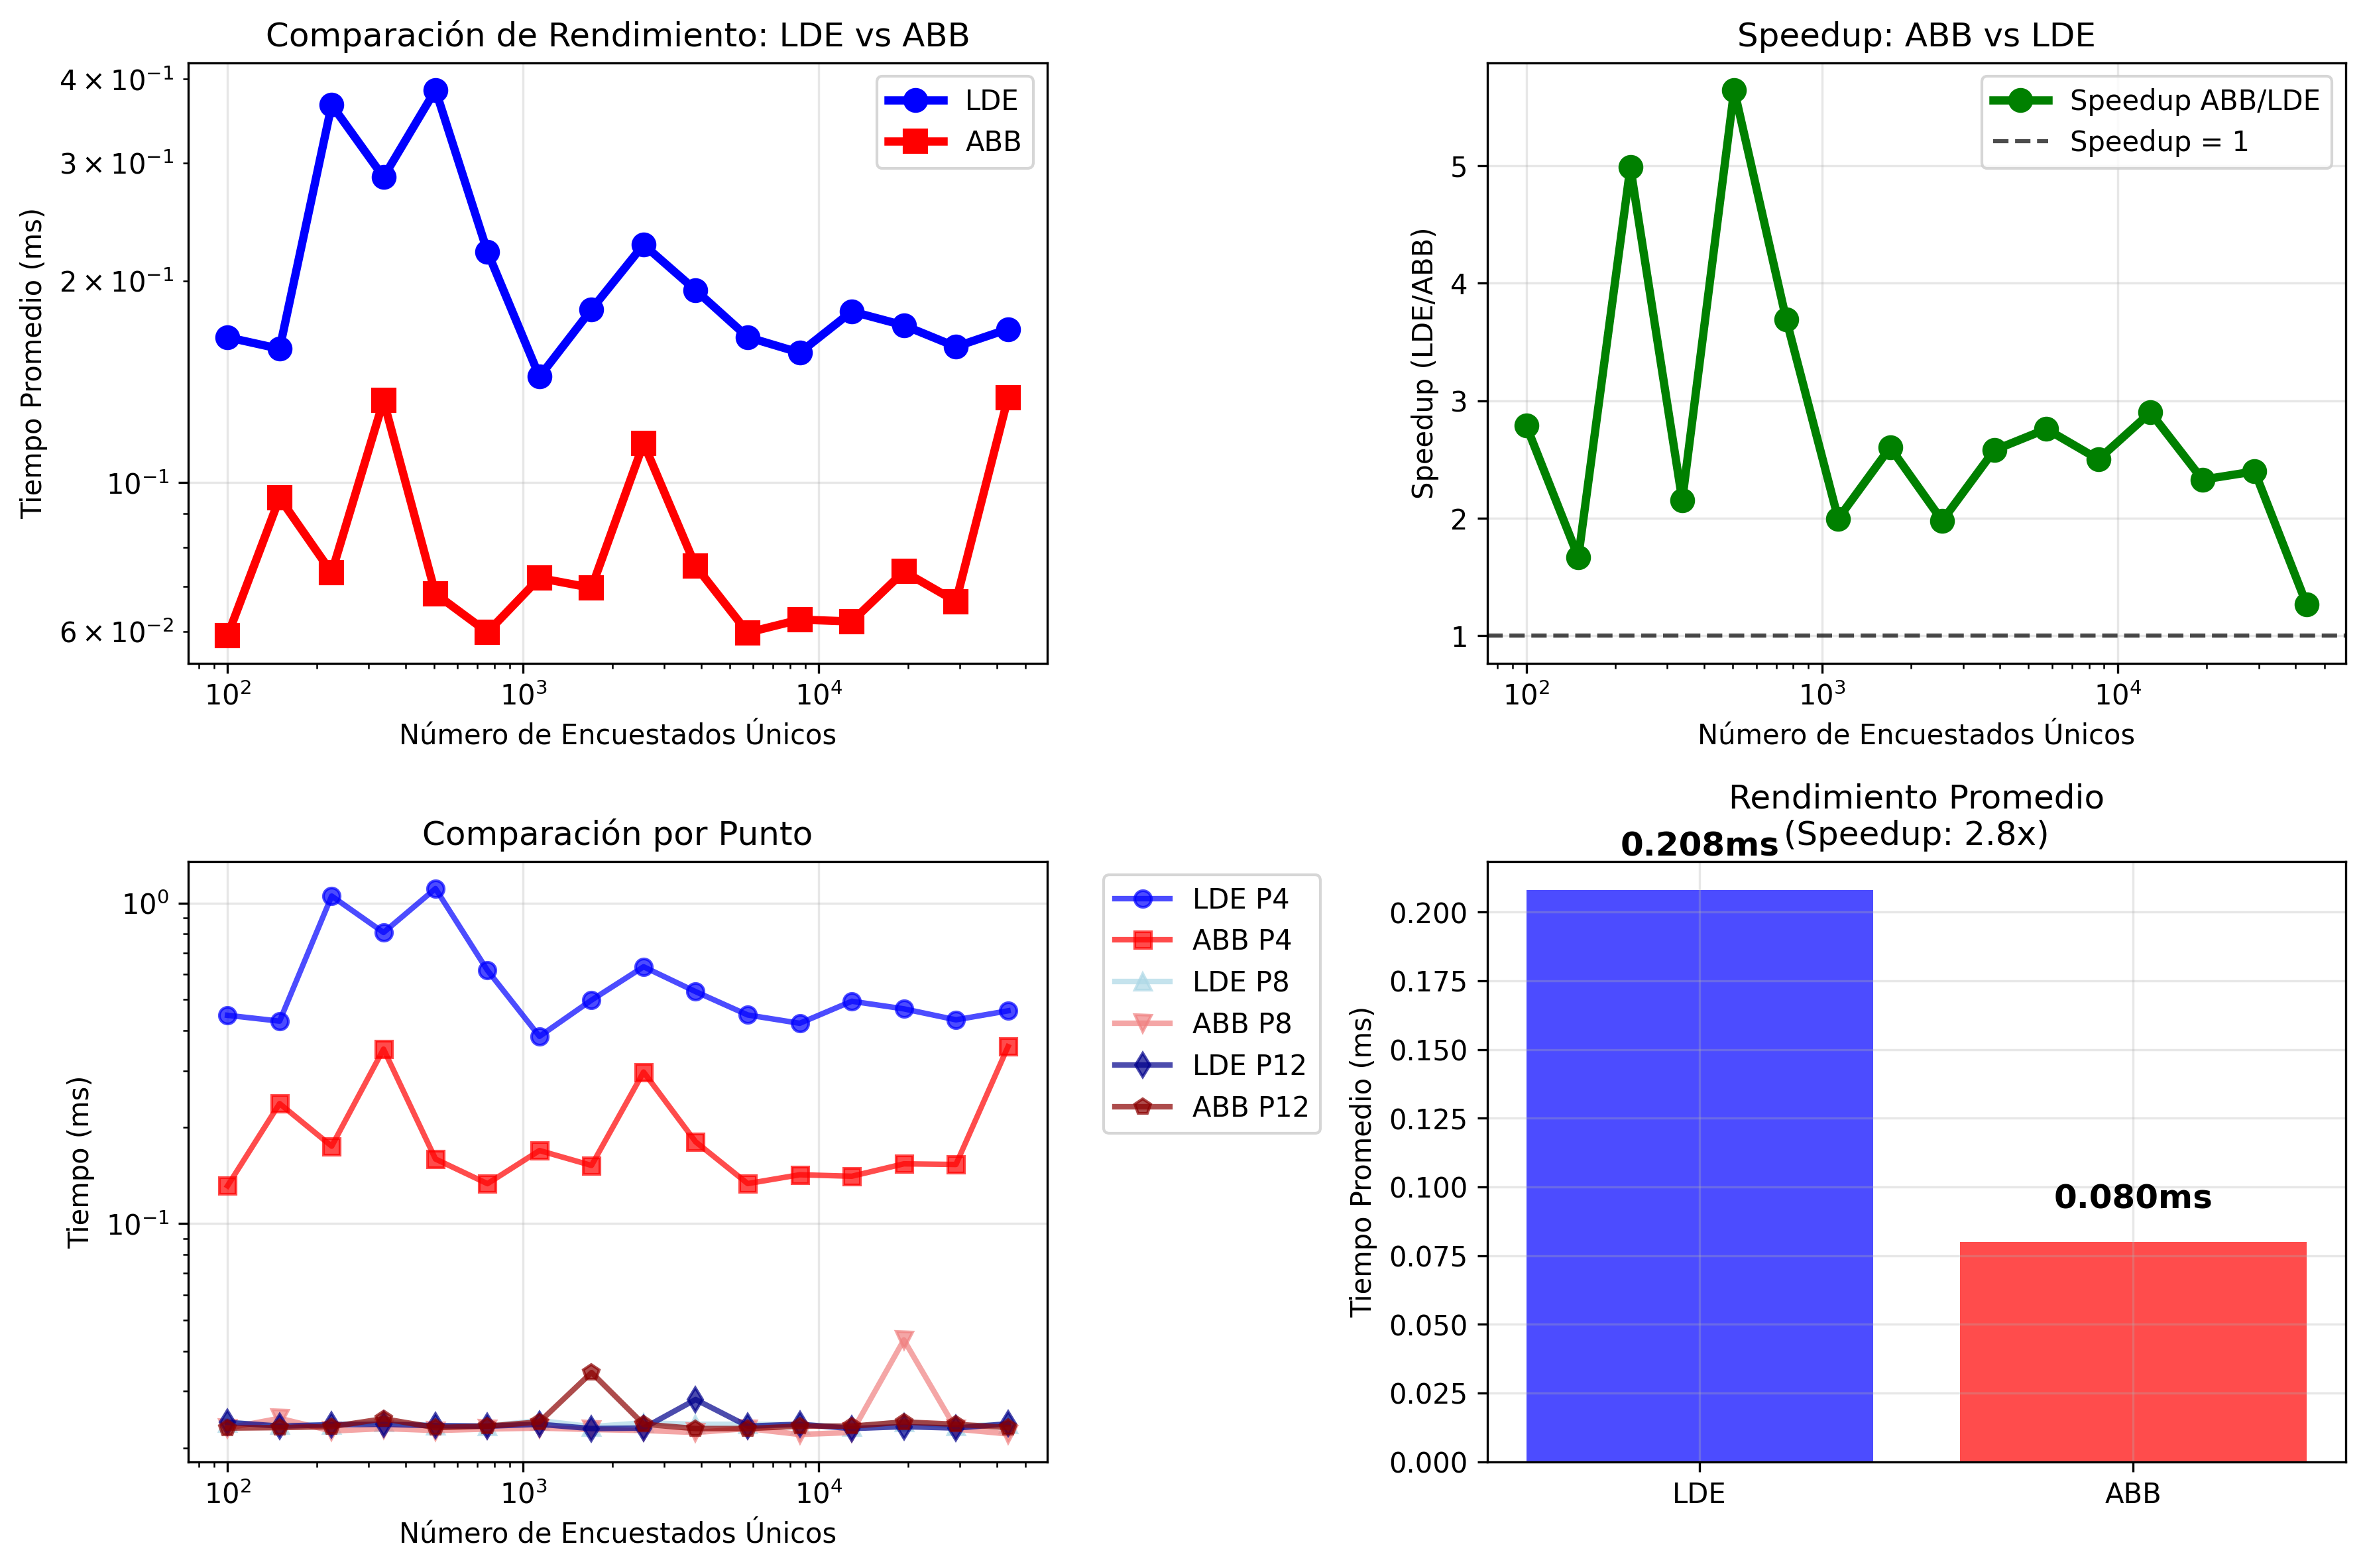 Comparación de Rendimiento: LDE vs ABB
4 × 10⁻¹
3 × 10⁻¹
2 × 10⁻¹
10⁻¹
6 × 10⁻²
Tiempo Promedio (ms)
LDE
ABB
10²
10³
10⁴
Número de Encuestados Únicos
Speedup: ABB vs LDE
5
4
3
2
1
Speedup (LDE/ABB)
Speedup ABB/LDE
Speedup = 1
10²
10³
10⁴
Número de Encuestados Únicos
Comparación por Punto
10⁰
10⁻¹
Tiempo (ms)
10²
10³
10⁴
Número de Encuestados Únicos
LDE P4
ABB P4
LDE P8
ABB P8
LDE P12
ABB P12
Rendimiento Promedio
(Speedup: 2.8x)
0.208ms
0.080ms
0.200
0.175
0.150
0.125
0.100
0.075
0.050
0.025
0.000
Tiempo Promedio (ms)
LDE
ABB